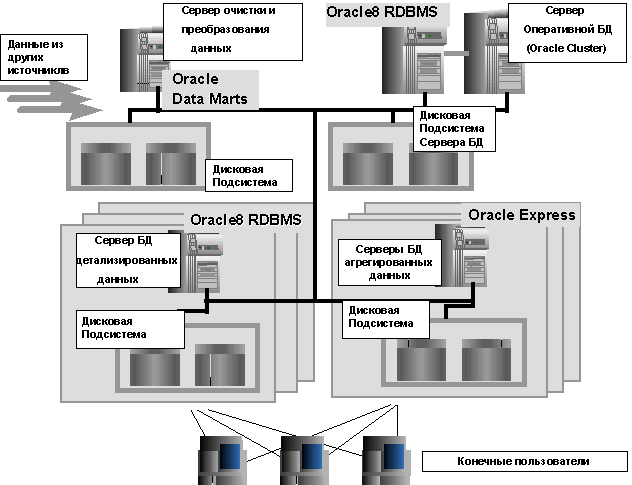 Сервер очистки и
преобразования
данных
Oracle8 RDBMS
Сервер
Оперативной БД
(Oracle Cluster)
Данные из
других
источниклв
Oracle
Data Marts
Дисковая
Подсистема
Сервера БД
Дисковая
Подсистема
Oracle8 RDBMS
Oracle Express
Сервер БД
детализированных
данных
Серверы БД
агрегированных
данных
Дисковая
Подсистема
Дисковая
Подсистема
Конечные пользователи